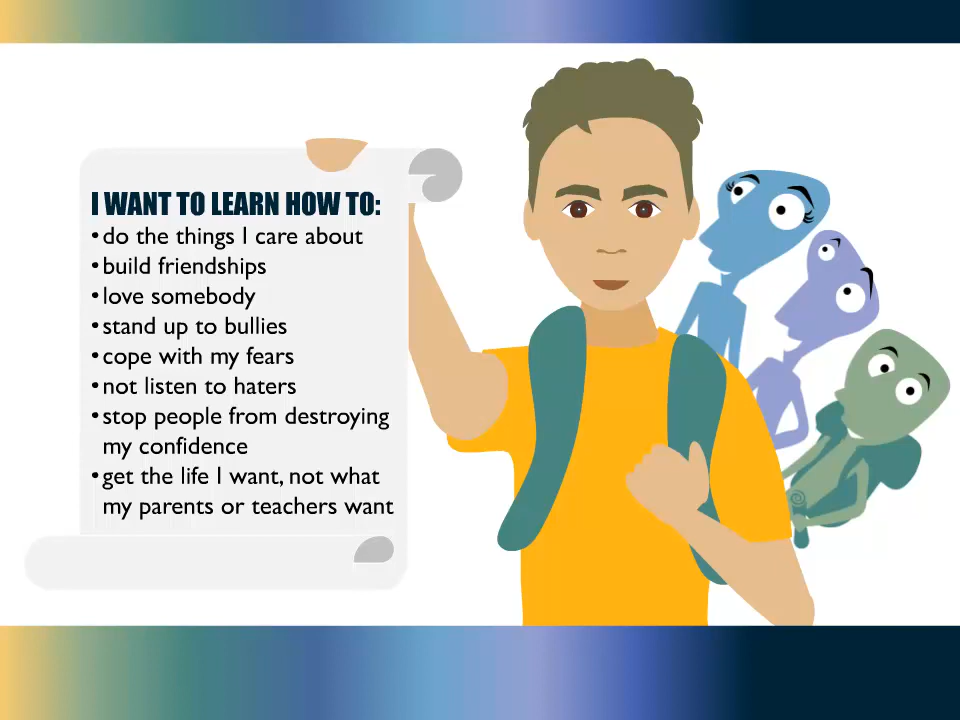 I WANT TO LEARN HOW TO:
•do the things I care about
•build friendships
•love somebody
•stand up to bullies
•cope with my fears
•not listen to haters
•stop people from destroying
my confidence
•get the life I want, not what
my parents or teachers want